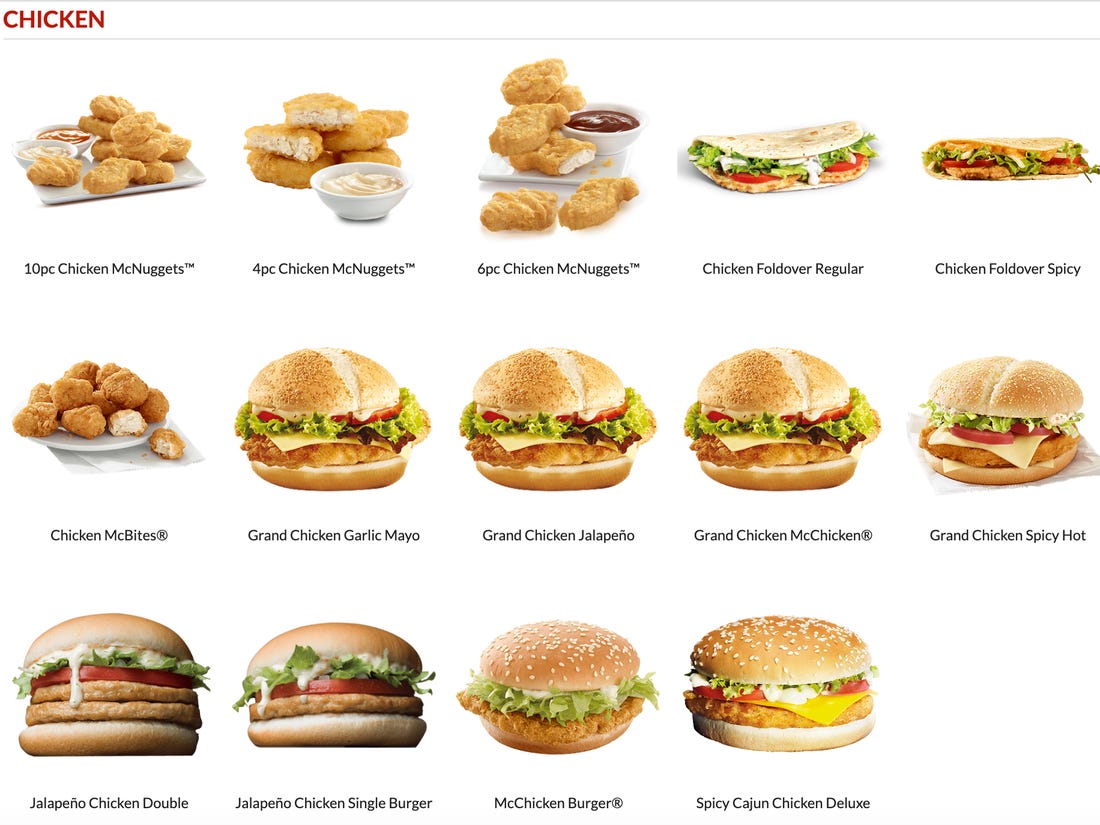 CHICKEN
10pc Chicken McNuggets™
4pc Chicken McNuggets™
6pc Chicken McNuggets™
Chicken Foldover Regular
Chicken Foldover Spicy
Chicken McBites®
Grand Chicken Garlic Mayo
Grand Chicken Jalapeño
Grand Chicken McChicken®
Grand Chicken Spicy Hot
Jalapeño Chicken Double
Jalapeño Chicken Single Burger
McChicken Burger®
Spicy Cajun Chicken Deluxe